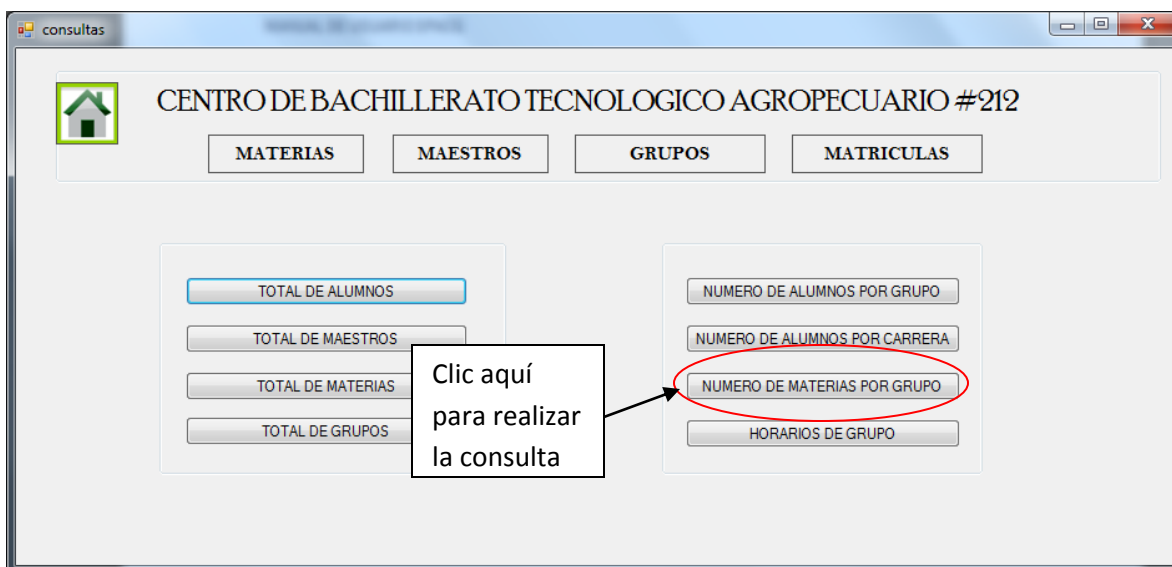 consultas
CENTRO DE BACHILLERATO TECNOLOGICO AGROPECUARIO #212
MATERIAS MAESTROS GRUPOS MATRICULAS
TOTAL DE ALUMNOS
TOTAL DE MAESTROS
TOTAL DE MATERIAS
TOTAL DE GRUPOS
Clic aquí
para realizar
la consulta
NUMERO DE ALUMNOS POR GRUPO
NUMERO DE ALUMNOS POR CARRERA
NUMERO DE MATERIAS POR GRUPO
HORARIOS DE GRUPO